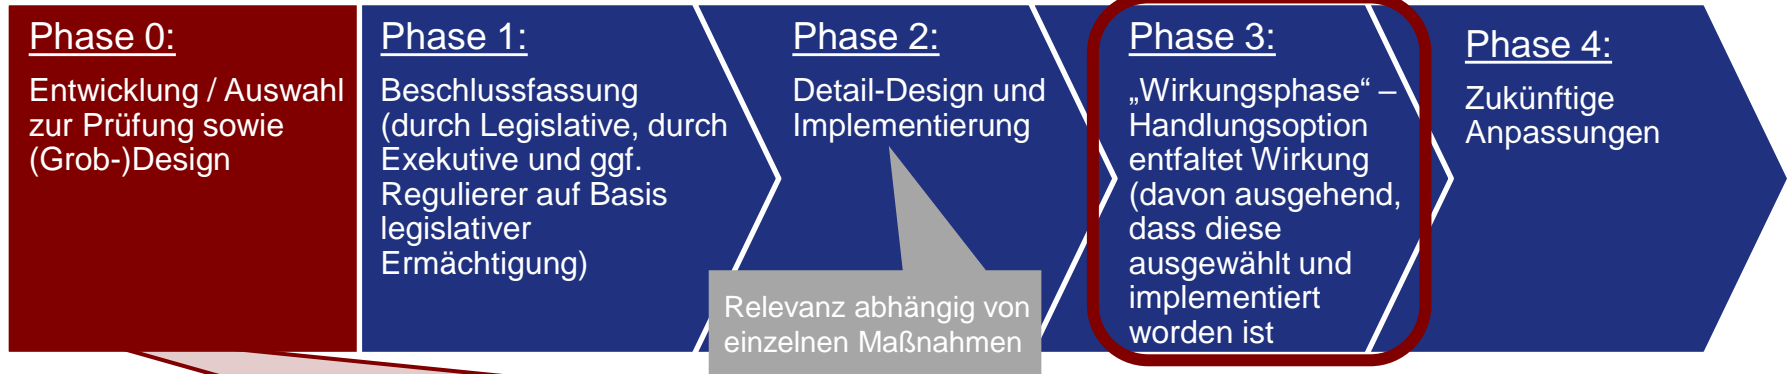 Phase 0:
Entwicklung / Auswahl
zur Prüfung sowie
(Grob-)Design
Phase 1:
Beschlussfassung
(durch Legislative, durch
Exekutive und ggf.
Regulierer auf Basis
legislativer
Ermächtigung)
Phase 2:
Detail-Design und
Implementierung
Relevanz abhängig von
einzelnen Maßnahmen
Phase 3:
„Wirkungsphase“ –
Handlungsoption
entfaltet Wirkung
(davon ausgehend,
dass diese
ausgewählt und
implementiert
worden ist
Phase 4:
Zukünftige
Anpassungen